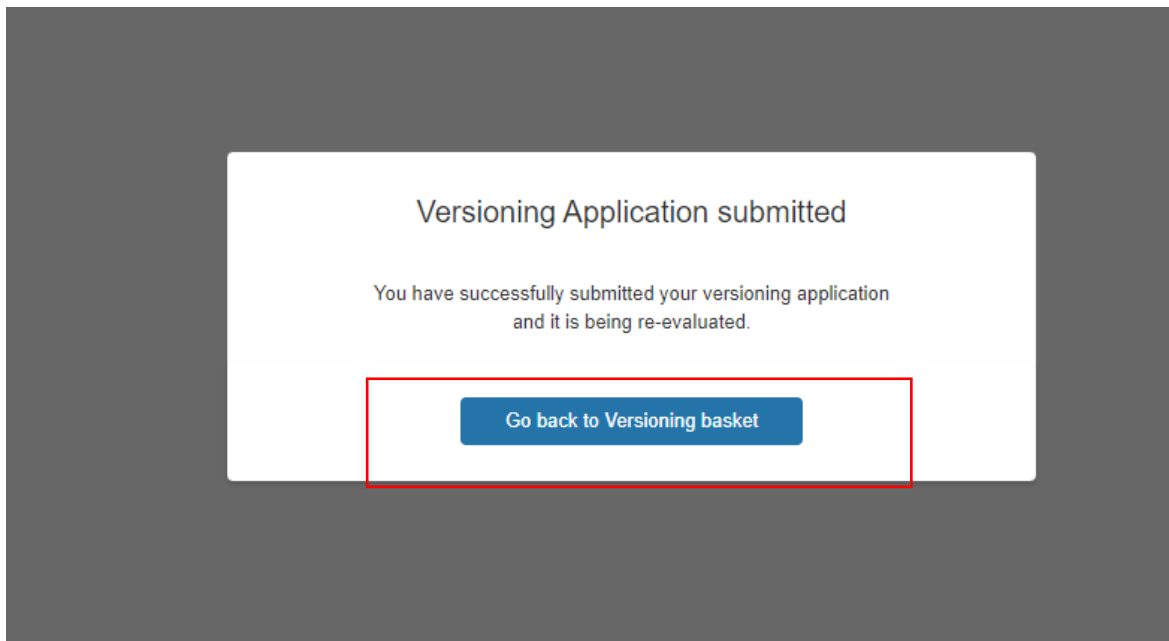 Versioning Application submitted
You have successfully submitted your versioning application
and it is being re-evaluated.
Go back to Versioning basket